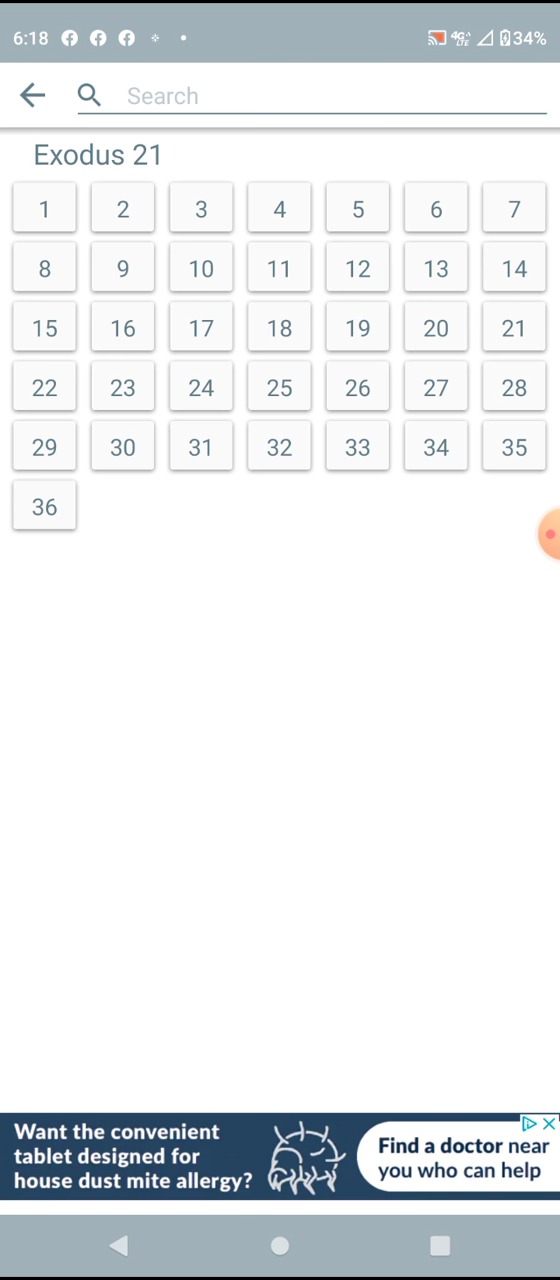 6:18
4G LTE 34%
Search
Exodus 21
1 2 3 4 5 6 7
8 9 10 11 12 13 14
15 16 17 18 19 20 21
22 23 24 25 26 27 28
29 30 31 32 33 34 35
36
Want the convenient
tablet designed for
house dust mite allergy?
Find a doctor near
you who can help